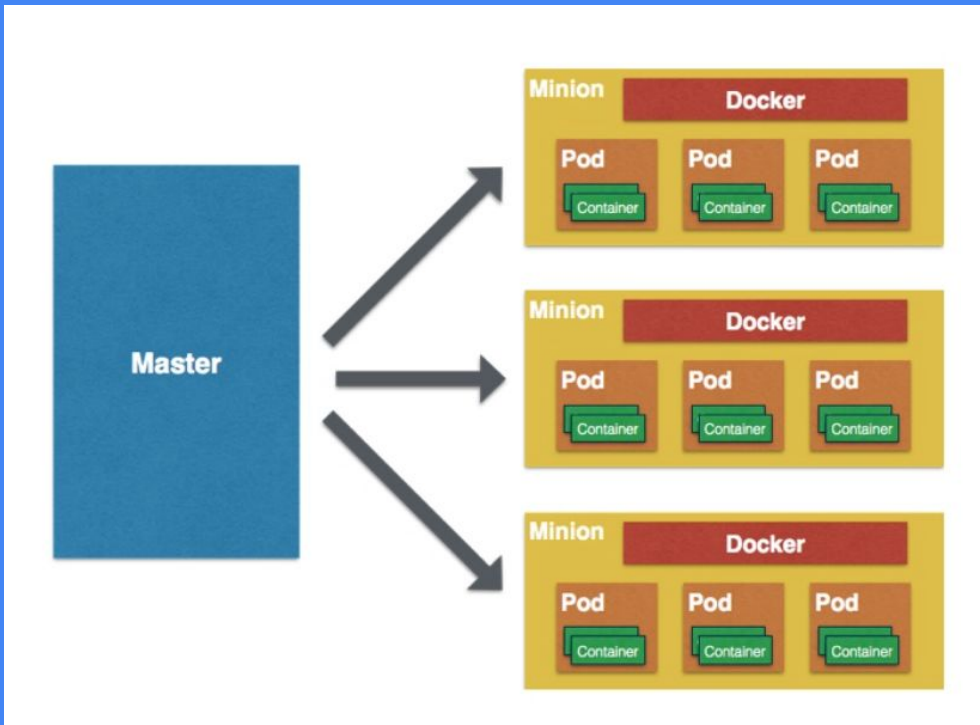 Master
Minion
Docker
Pod Pod Pod
Container Container Container
Minion
Docker
Pod Pod Pod
Container Container Container
Minion
Docker
Pod Pod Pod
Container Container Container